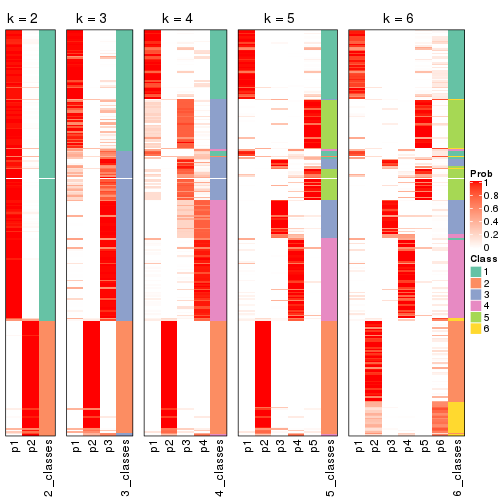 k = 2 k = 3 k = 4 k = 5 k = 6
Prob
1
0.8
0.6
0.4
0.2
0
Class
1
2
3
4
5
6
p1 p2 2_classes
p1 p2 p3 3_classes
p1 p2 p3 p4 4_classes
p1 p2 p3 p4 p5 5_classes
p1 p2 p3 p4 p5 p6 6_classes